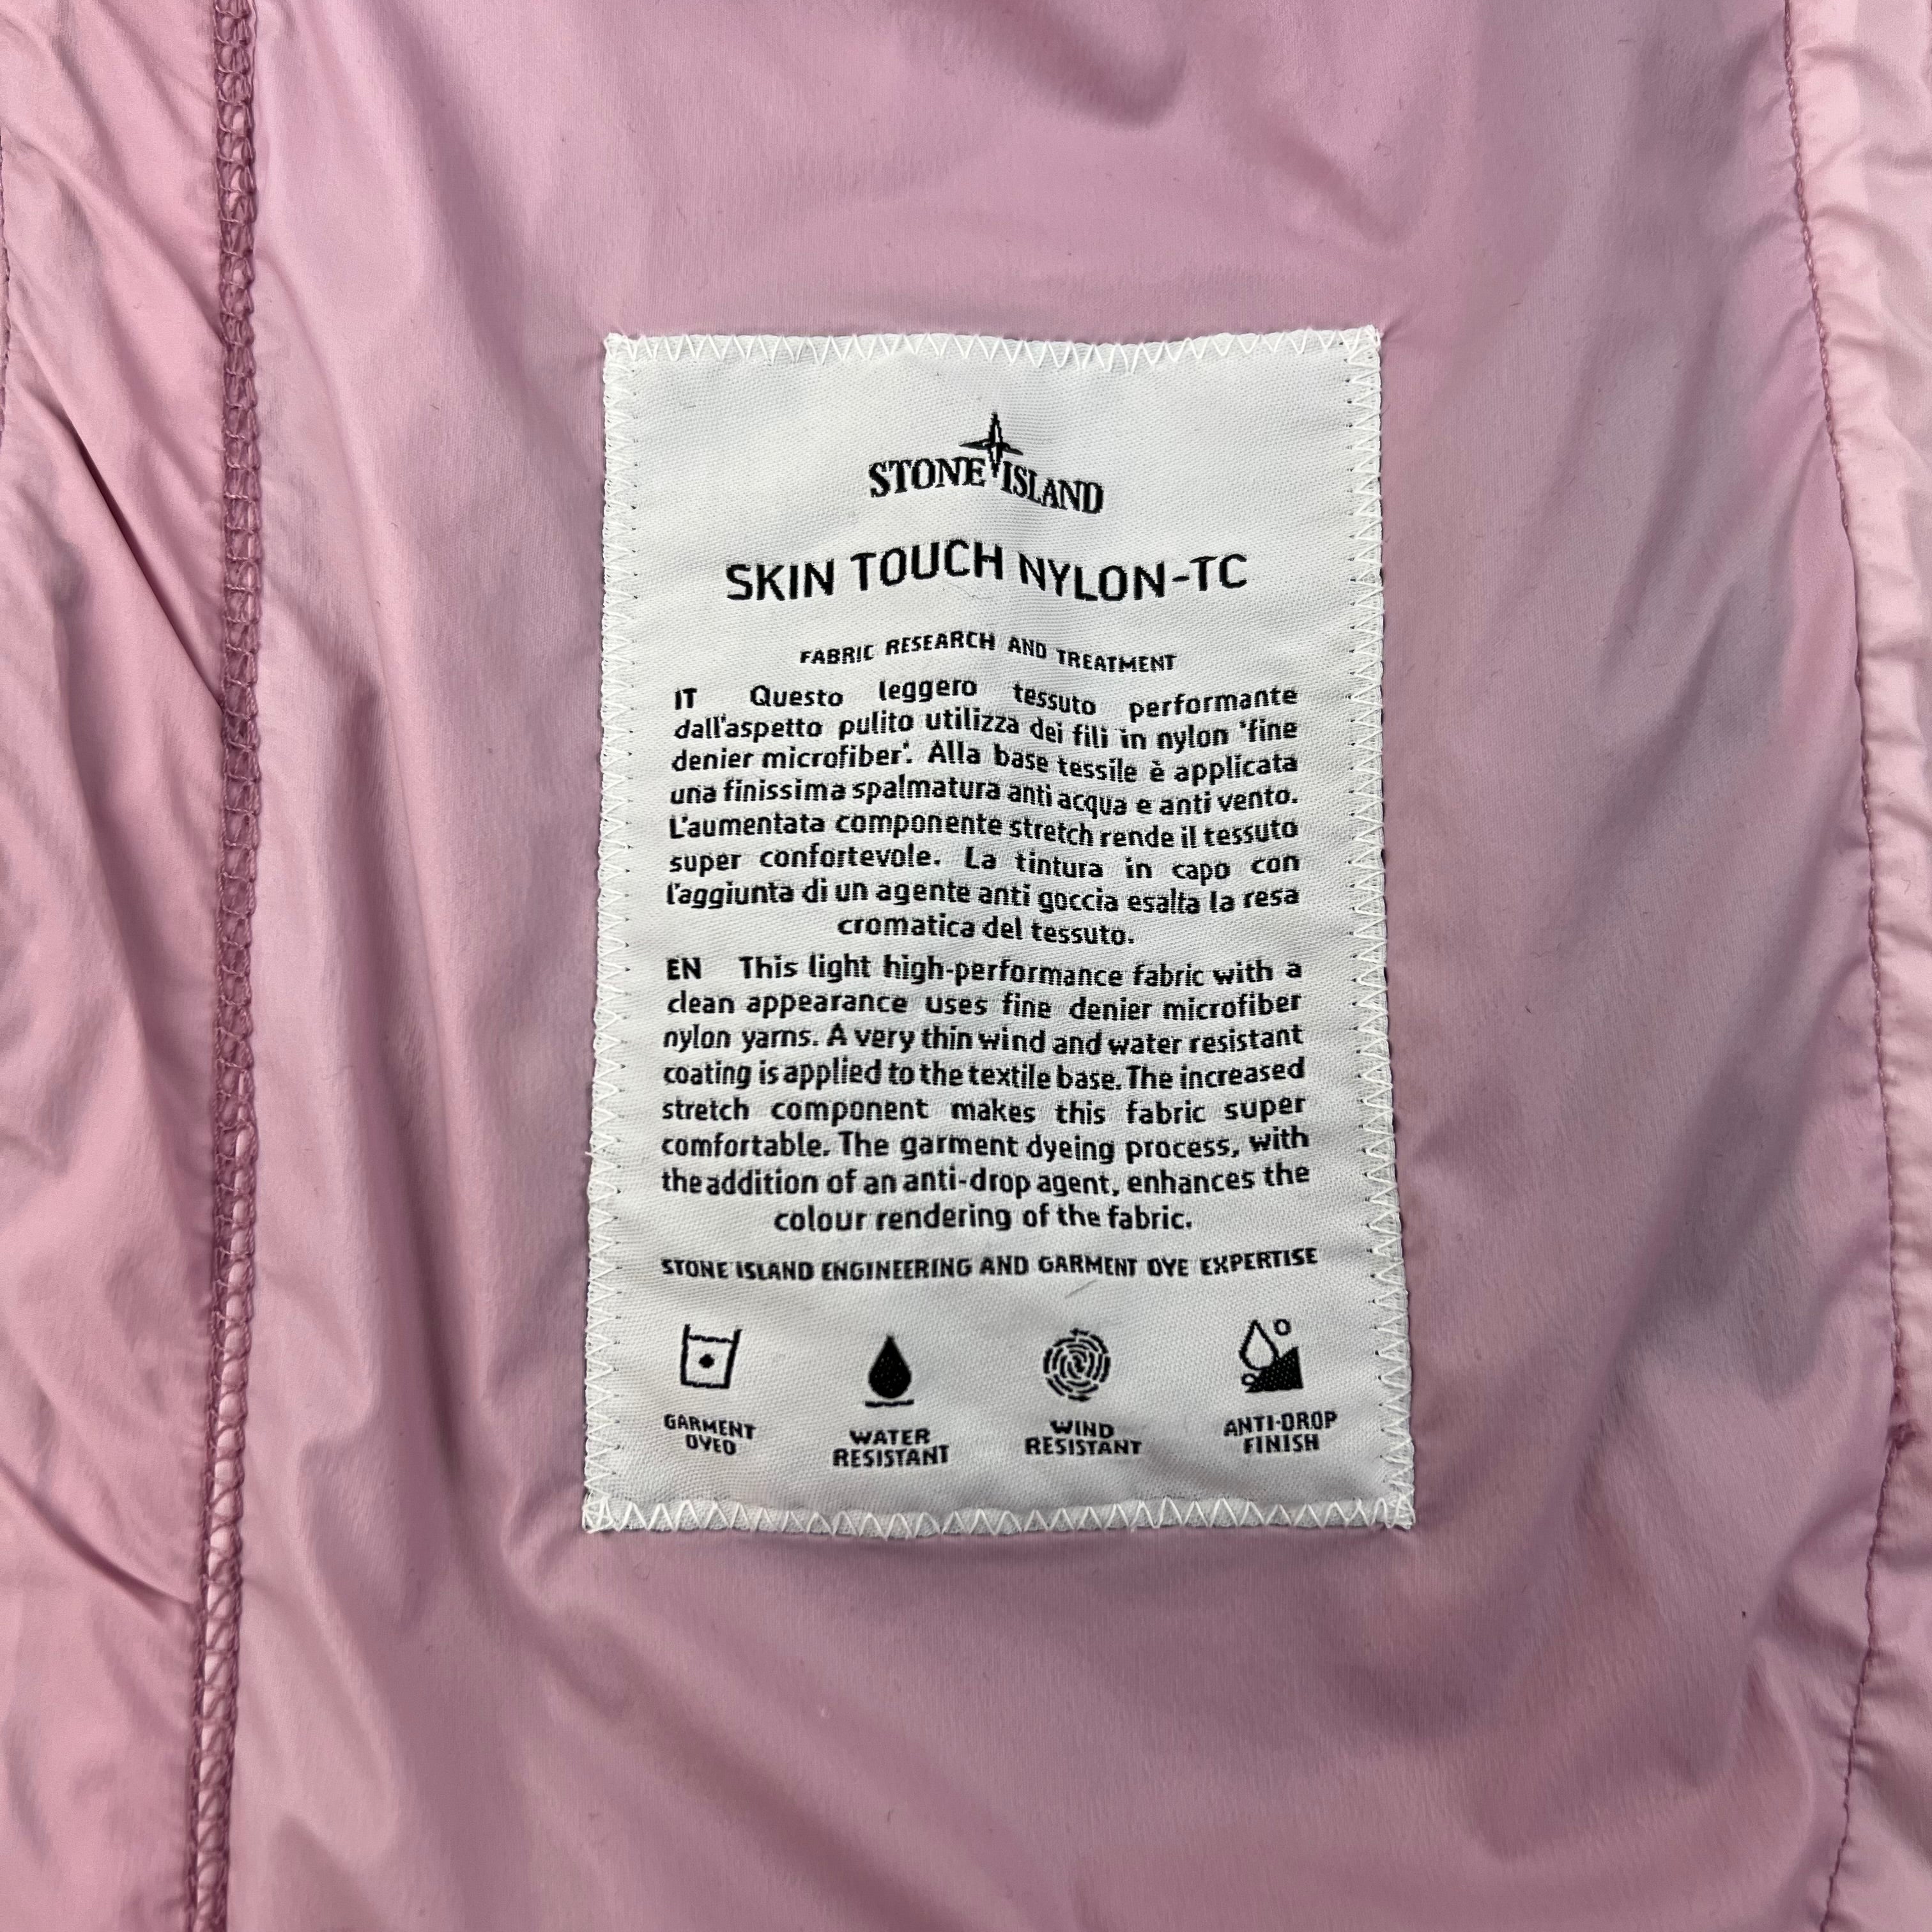 STONE ISLAND
SKIN TOUCH NYLON-TC
FABRIC RESEARCH AND TREATMENT
IT Questo leggero tessuto performante
dall'aspetto pulito utilizza dei fili in nylon 'fine
denier microfiber'. Alla base tessile è applicata
una finissima spalmatura anti acqua e anti vento.
L'aumentata componente stretch rende il tessuto
super confortevole. La tintura in capo con
l'aggiunta di un agente anti goccia esalta la resa
cromatica del tessuto.
EN This light high-performance fabric with a
clean appearance uses fine denier microfiber
nylon yarns. A very thin wind and water resistant
coating is applied to the textile base. The increased
stretch component makes this fabric super
comfortable. The garment dyeing process, with
the addition of an anti-drop agent, enhances the
colour rendering of the fabric.
STONE ISLAND ENGINEERING AND GARMENT DYE EXPERTISE
GARMENT
DYED
WATER
RESISTANT
WIND
RESISTANT
ANTI-DROP
FINISH